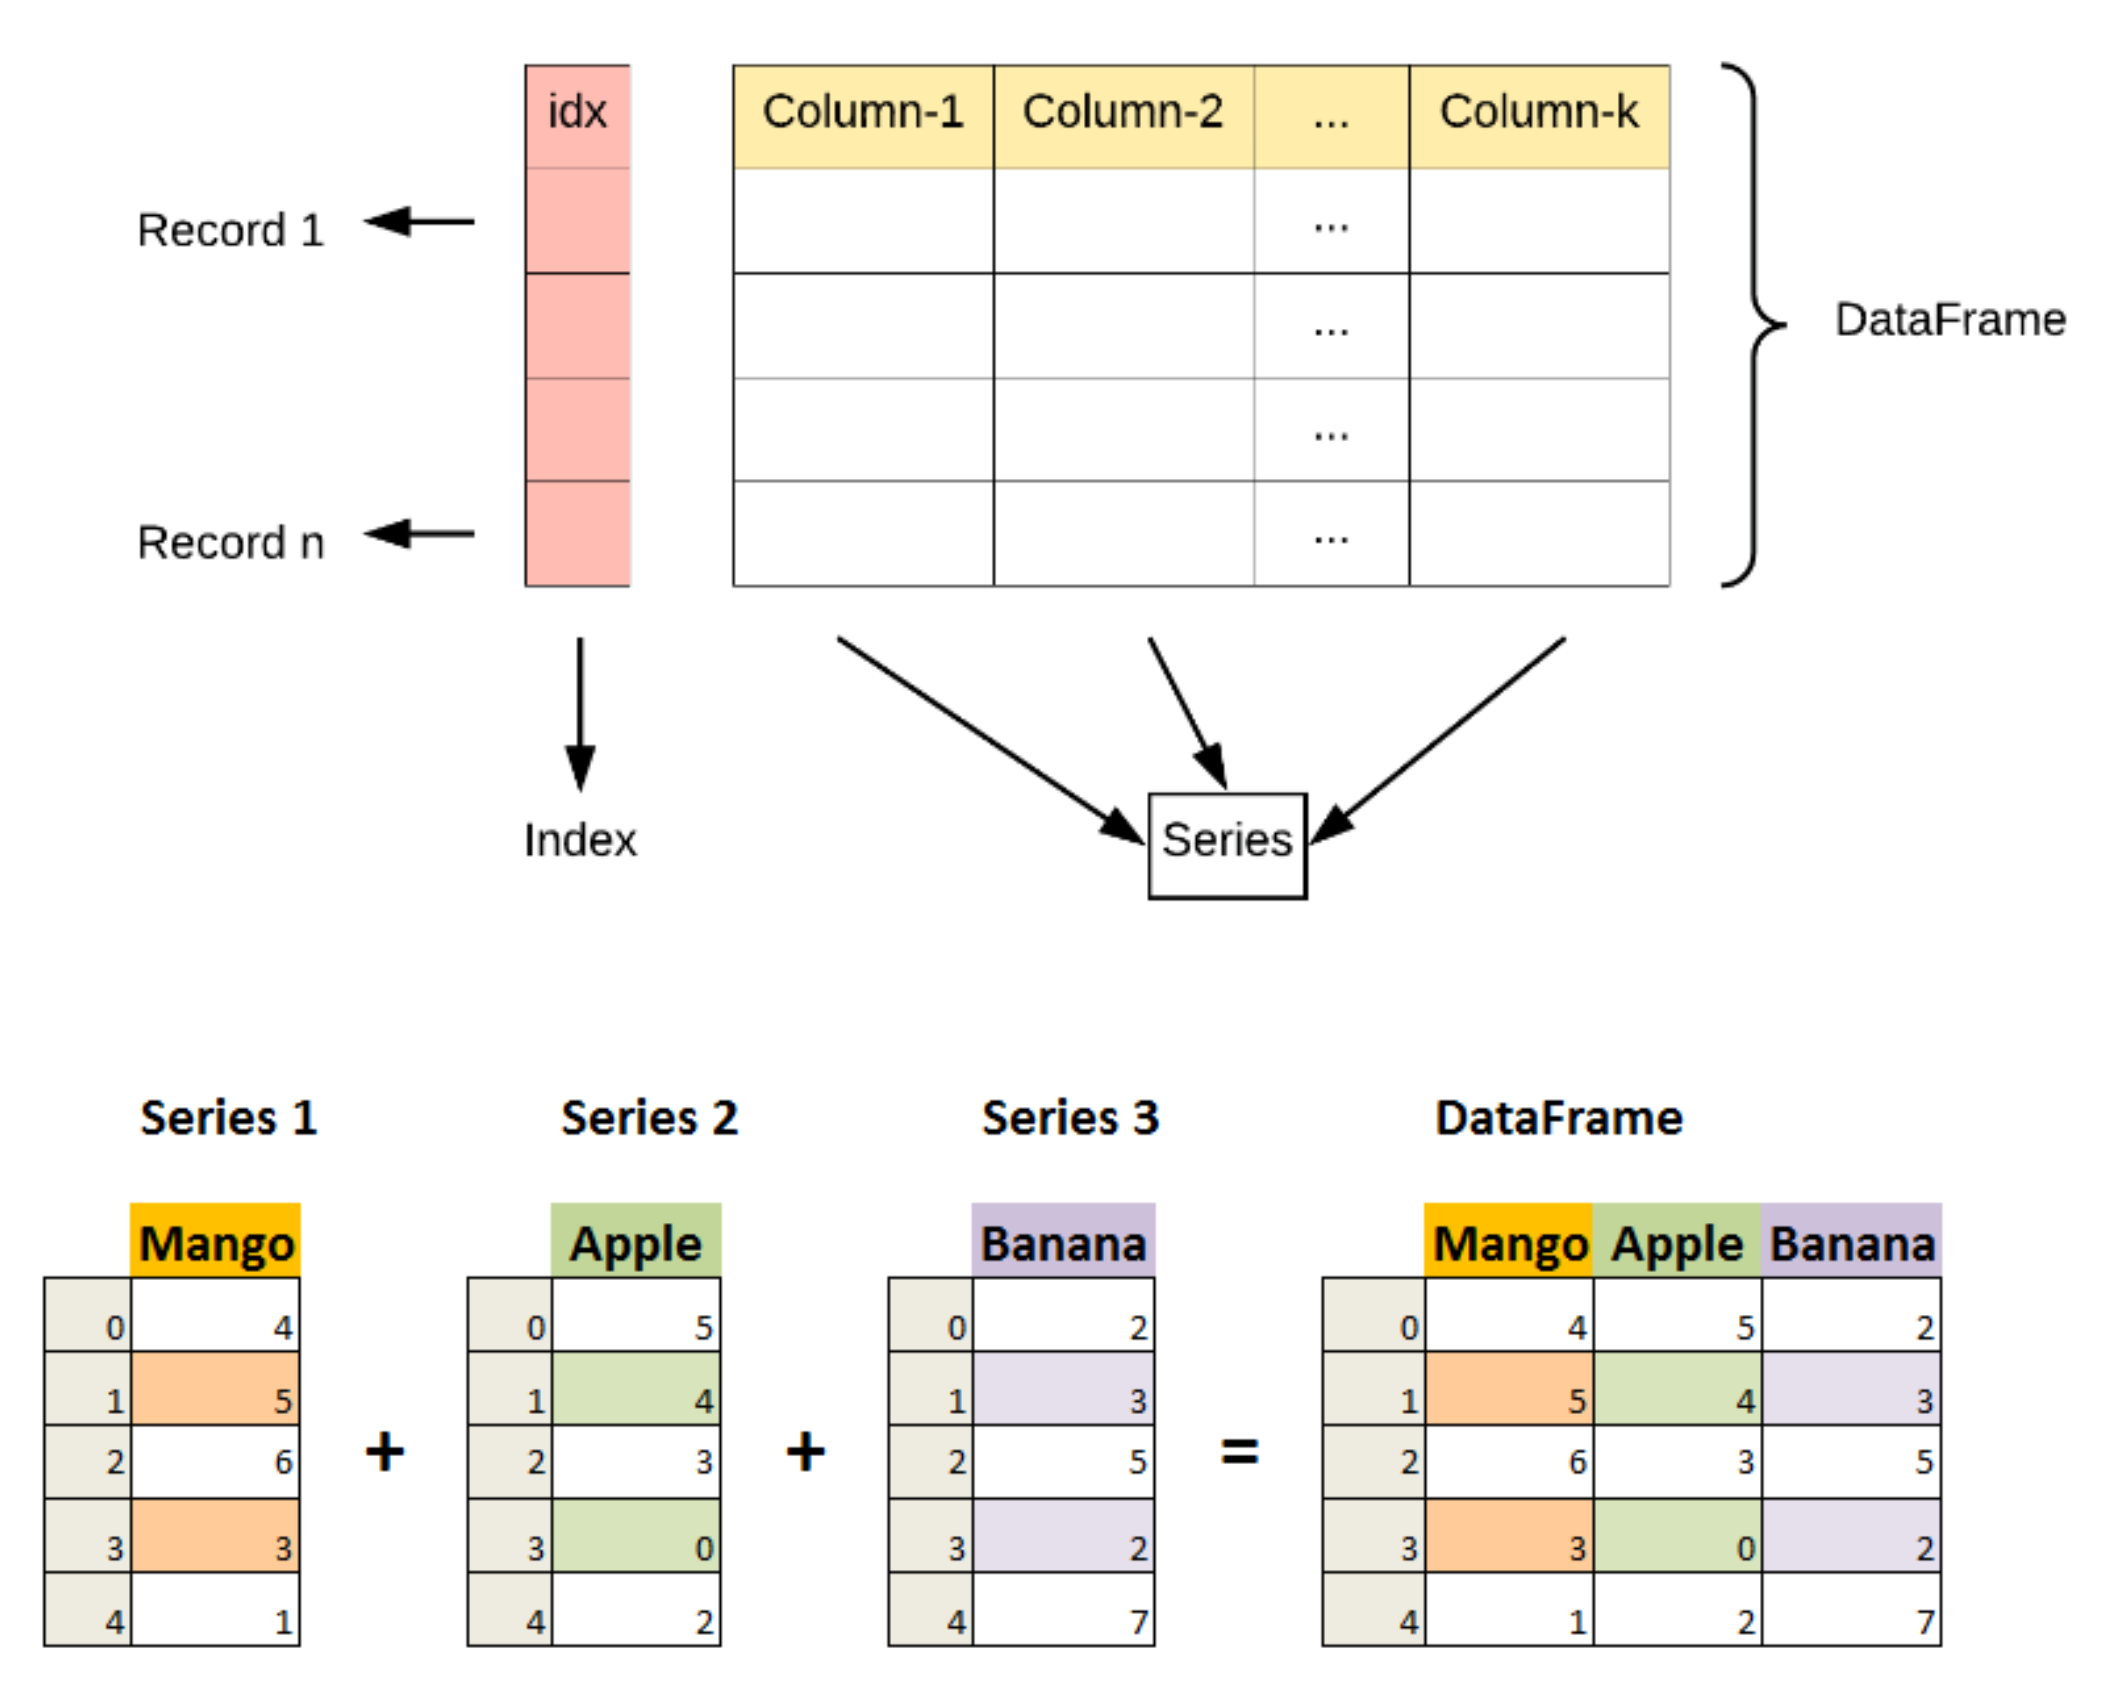 idx Column-1 Column-2 ... Column-k
Record 1 ...
...
DataFrame
...
Record n ...
Index Series
Series 1 Series 2 Series 3 DataFrame
Mango Apple Banana Mango Apple Banana
0 4 0 5 0 2 0 4 5 2
1 5 1 4 1 3 1 5 4 3
+ + =
2 6 2 3 2 5 2 6 3 5
3 3 3 0 3 2 3 3 0 2
4 1 4 2 4 7 4 1 2 7